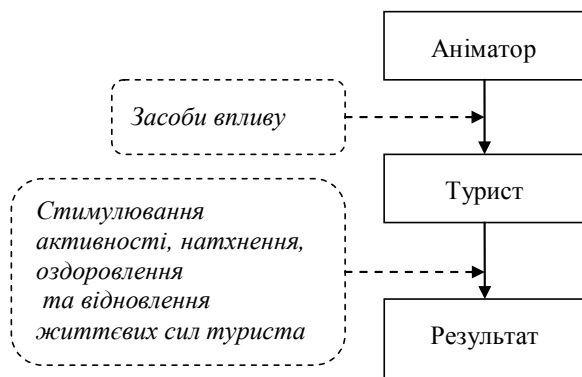 Аніматор
Засоби впливу
Турист
Стимулювання
активності, натхнення,
оздоровлення
та відновлення
життєвих сил туриста
Результат